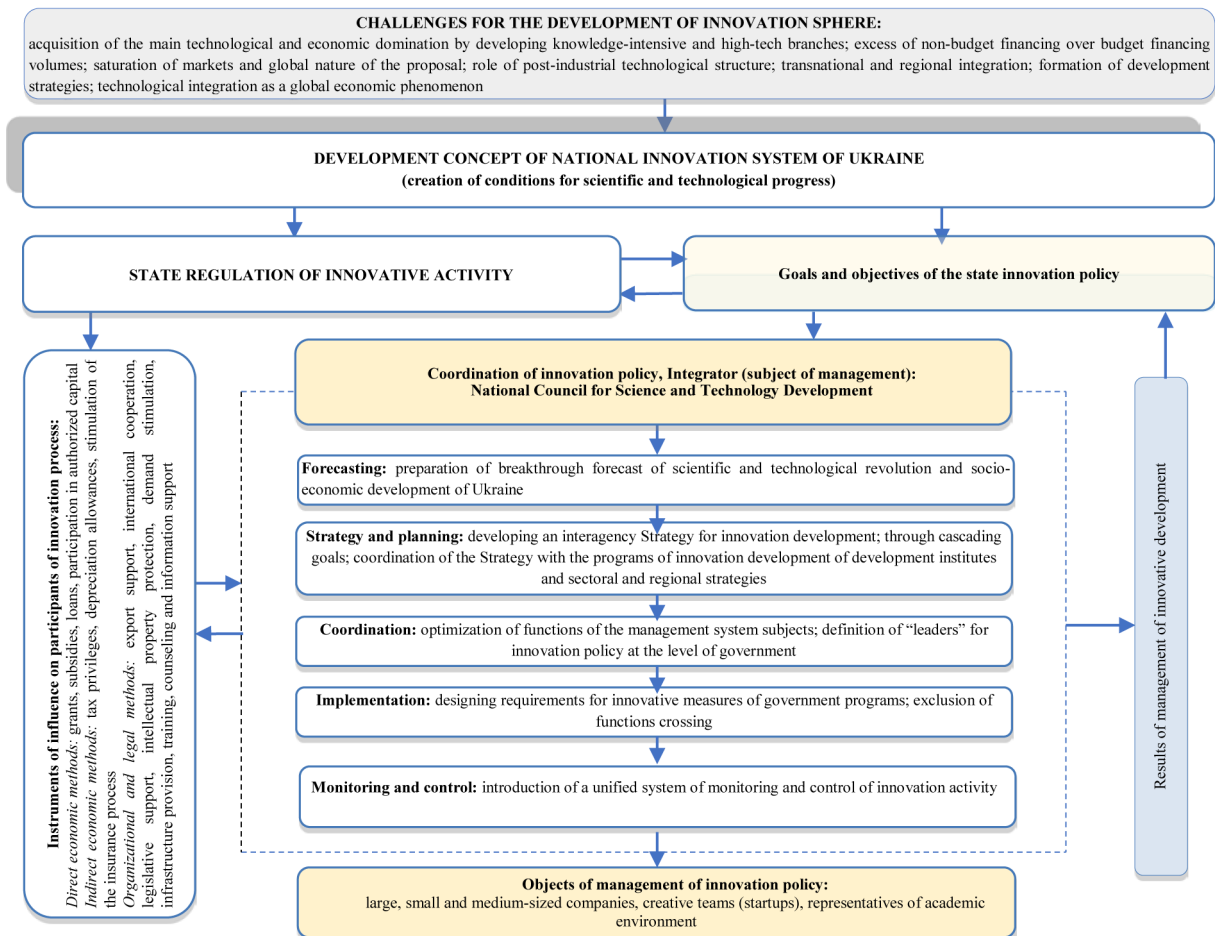 CHALLENGES FOR THE DEVELOPMENT OF INNOVATION SPHERE:
acquisition of the main technological and economic domination by developing knowledge-intensive and high-tech branches; excess of non-budget financing over budget financing
volumes; saturation of markets and global nature of the proposal; role of post-industrial technological structure; transnational and regional integration; formation of development
strategies; technological integration as a global economic phenomenon
DEVELOPMENT CONCEPT OF NATIONAL INNOVATION SYSTEM OF UKRAINE
(creation of conditions for scientific and technological progress)
STATE REGULATION OF INNOVATIVE ACTIVITY
Goals and objectives of the state innovation policy
Instruments of influence on participants of innovation process:
Direct economic methods: grants, subsidies, loans, participation in authorized capital
Indirect economic methods: tax privileges, depreciation allowances, stimulation of
the insurance process
Organizational and legal methods: export support, international cooperation,
legislative support, intellectual property protection, demand stimulation,
infrastructure provision, training, counseling and information support
Coordination of innovation policy, Integrator (subject of management):
National Council for Science and Technology Development
Forecasting: preparation of breakthrough forecast of scientific and technological revolution and socio-
economic development of Ukraine
Strategy and planning: developing an interagency Strategy for innovation development; through cascading
goals; coordination of the Strategy with the programs of innovation development of development institutes
and sectoral and regional strategies
Coordination: optimization of functions of the management system subjects; definition of “leaders” for
innovation policy at the level of government
Implementation: designing requirements for innovative measures of government programs; exclusion of
functions crossing
Monitoring and control: introduction of a unified system of monitoring and control of innovation activity
Objects of management of innovation policy:
large, small and medium-sized companies, creative teams (startups), representatives of academic
environment
Results of management of innovative development